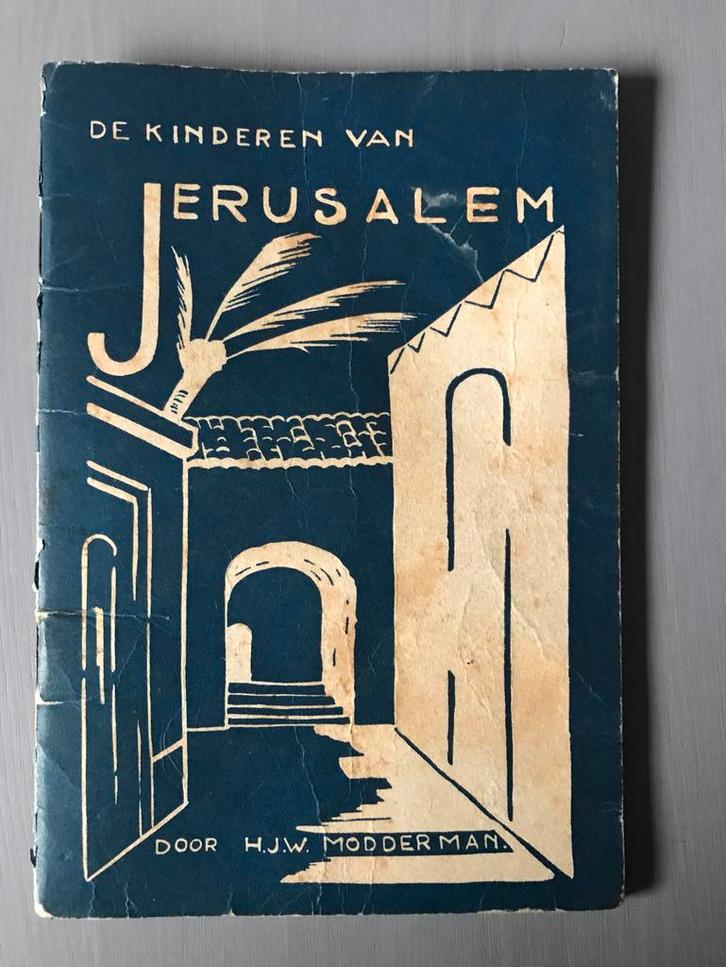 DE KINDEREN VAN
JERUSALEM
DOOR H.J.W. MODDERMAN.